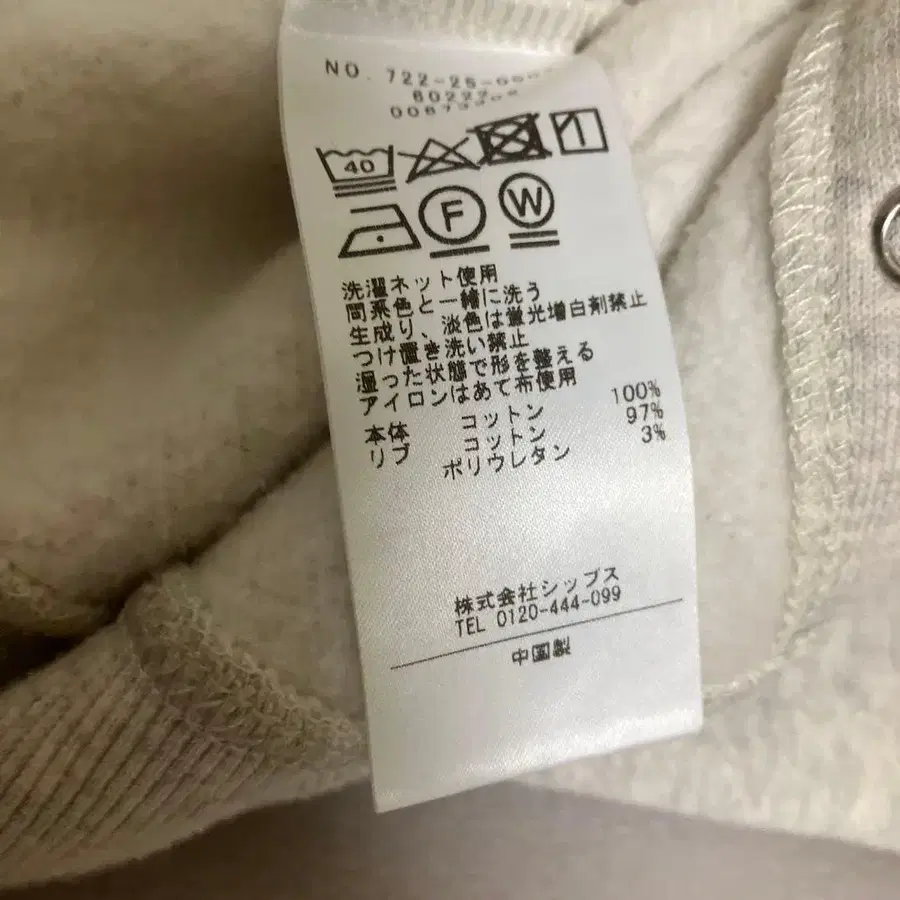 NO. 722-25-
60222
006733
40
F
W
洗濯ネット使用
同系色と一緒に洗う
生成り、淡色は蛍光増白剤禁止
つけ置き洗い禁止
湿った状態で形を整える
アイロンはあて布使用
本体 コットン 100%
リブ コットン 97%
ポリウレタン 3%
株式会社シップス
TEL 0120-444-099
中国製